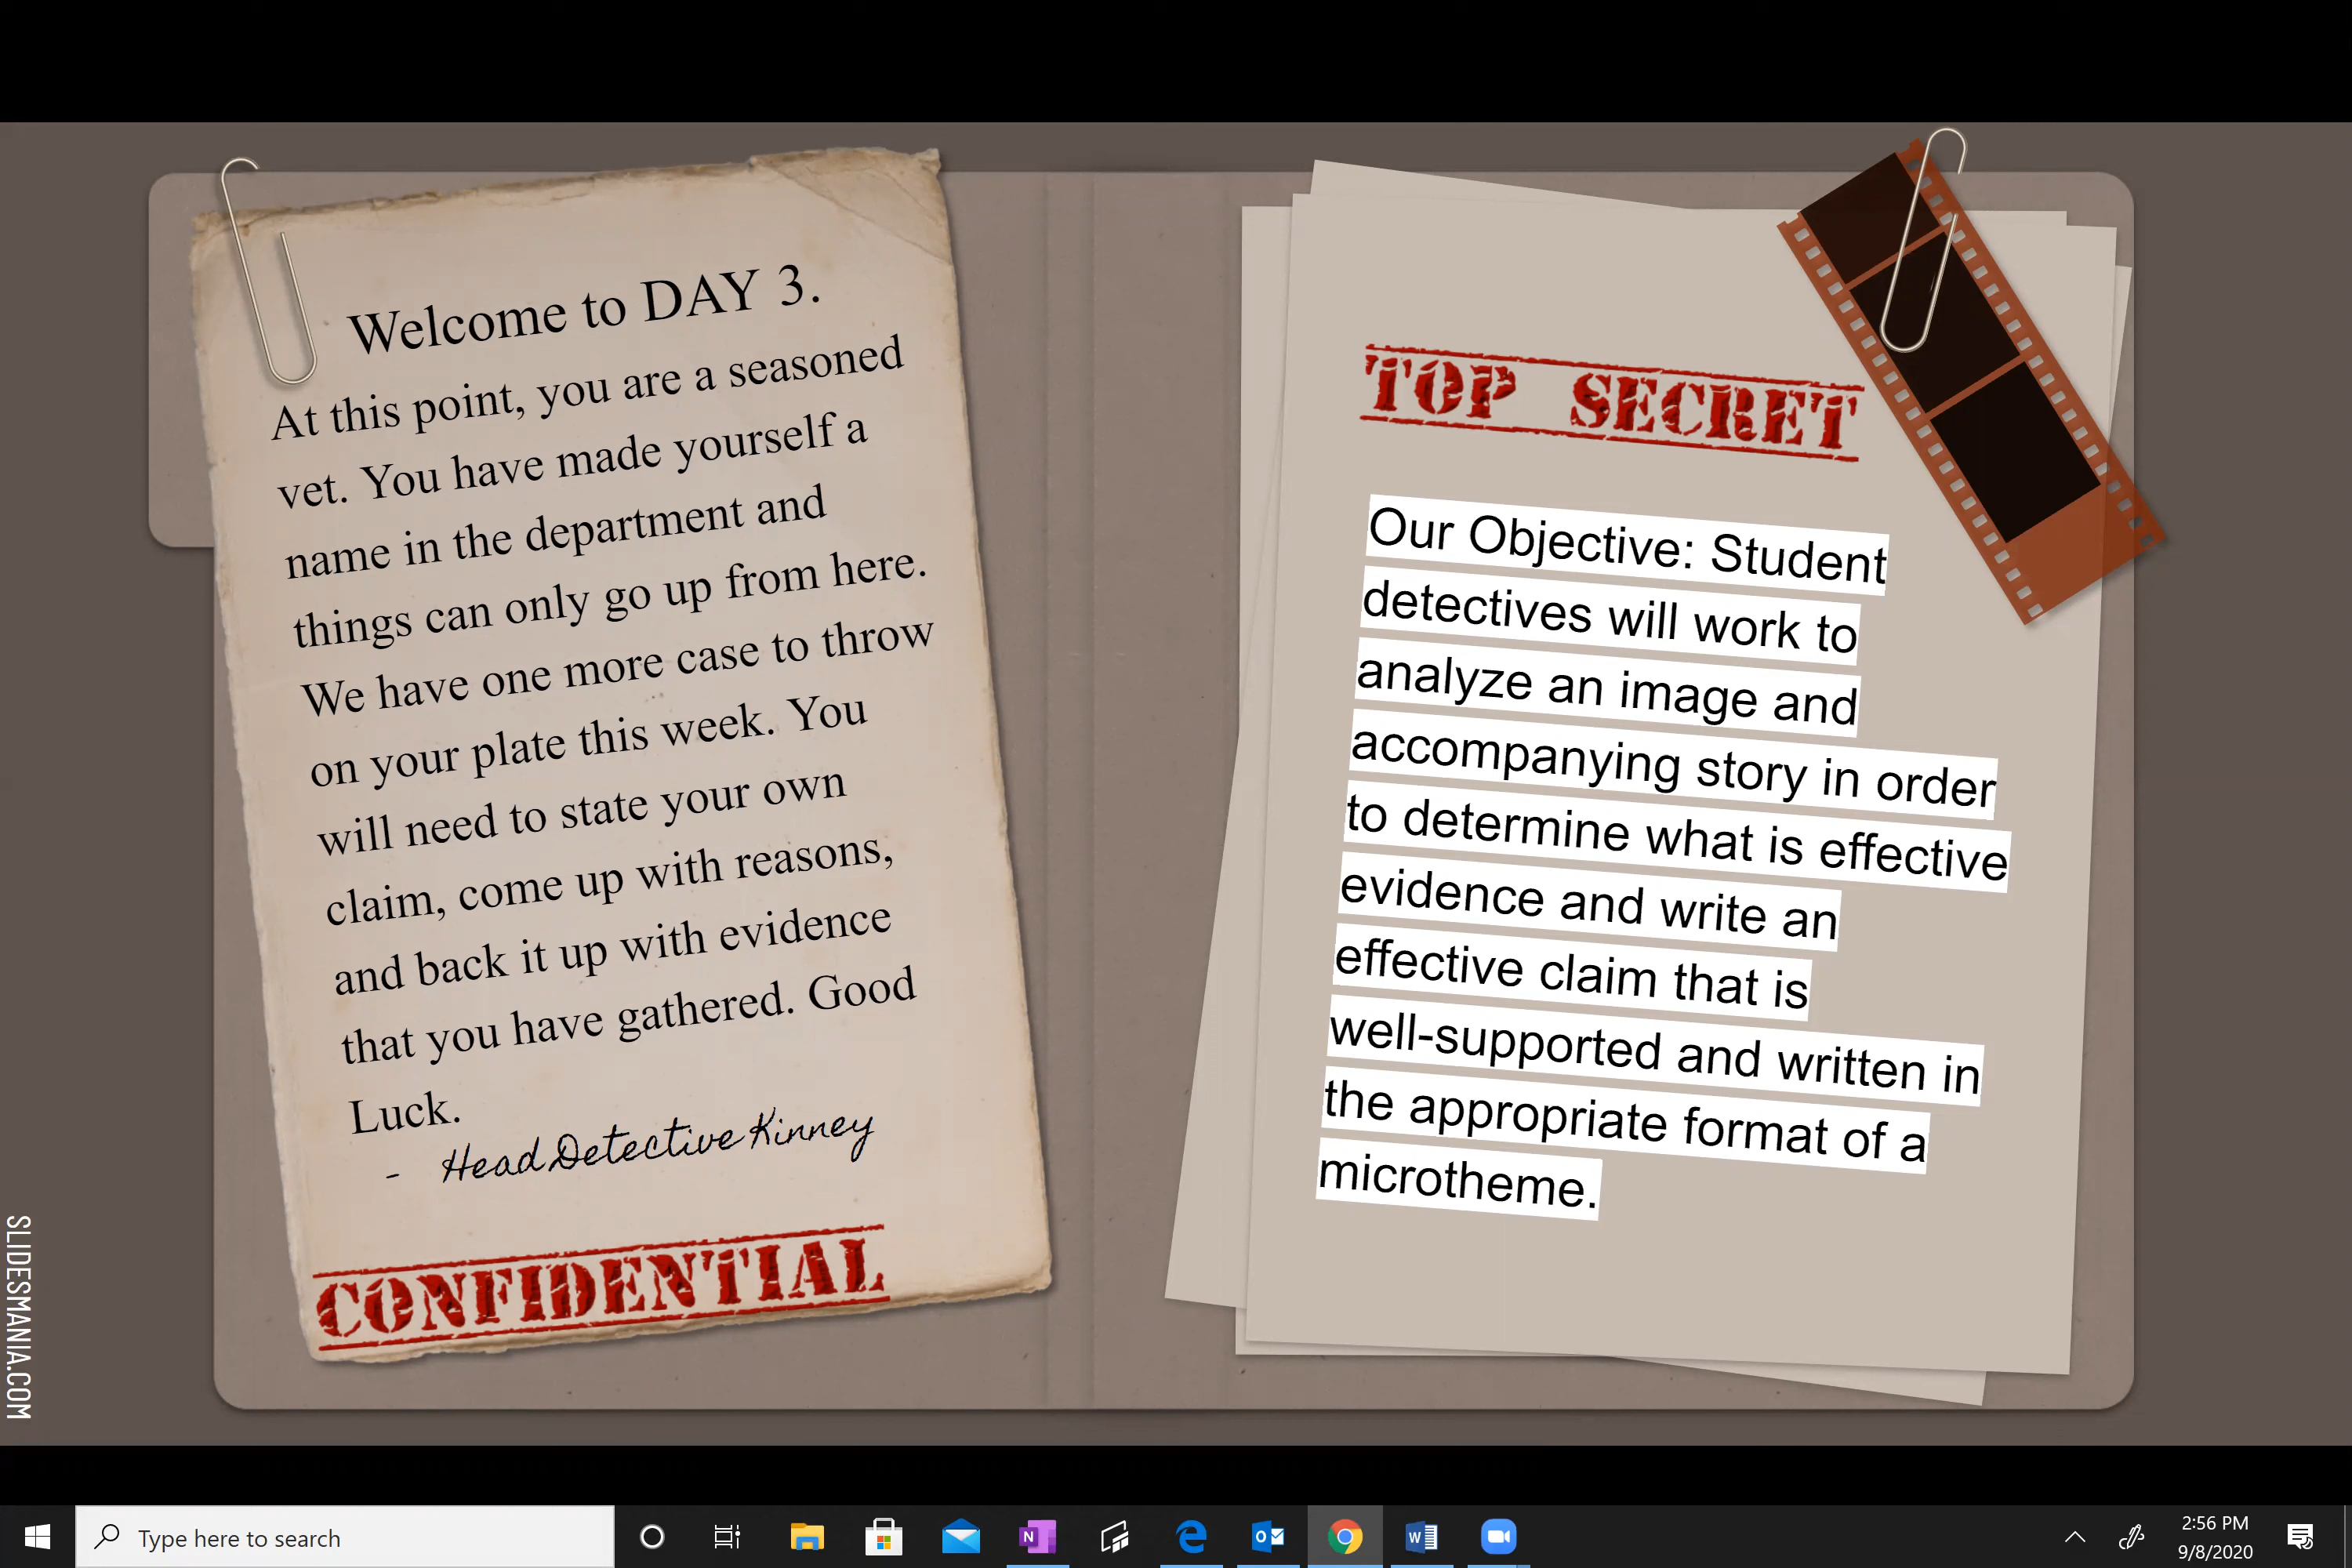 Welcome to DAY 3.
At this point, you are a seasoned
vet. You have made yourself a
name in the department and
things can only go up from here.
We have one more case to throw
on your plate this week. You
will need to state your own
claim, come up with reasons,
and back it up with evidence
that you have gathered. Good
Luck.
- Head Detective Kinney
CONFIDENTIAL
TOP SECRET
Our Objective: Student
detectives will work to
analyze an image and
accompanying story in order
to determine what is effective
evidence and write an
effective claim that is
well-supported and written in
the appropriate format of a
microtheme.
SLIDESMANIA.COM
Type here to search
2:56 PM
9/8/2020